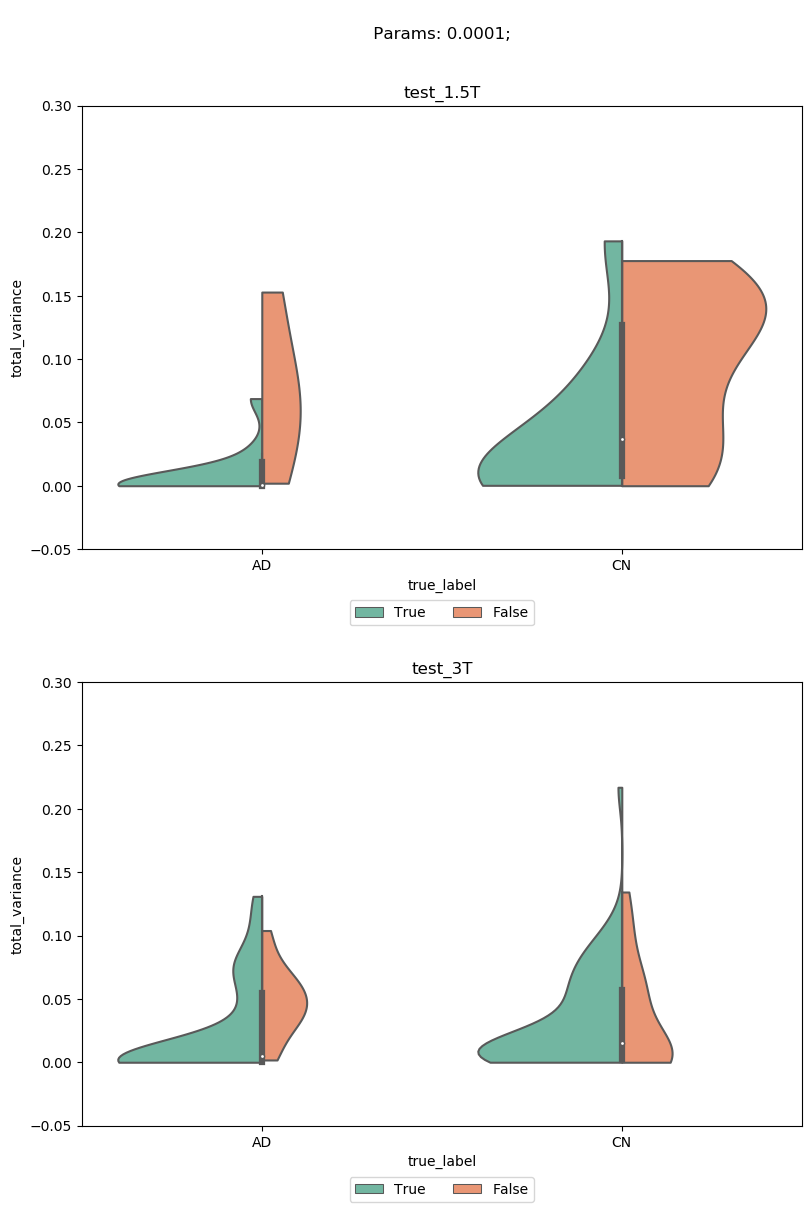 Params: 0.0001;
test_1.5T
0.30
0.25
0.20
0.15
0.10
0.05
0.00
−0.05
total_variance
AD CN
true_label
True False
test_3T
0.30
0.25
0.20
0.15
0.10
0.05
0.00
−0.05
total_variance
AD CN
true_label
True False